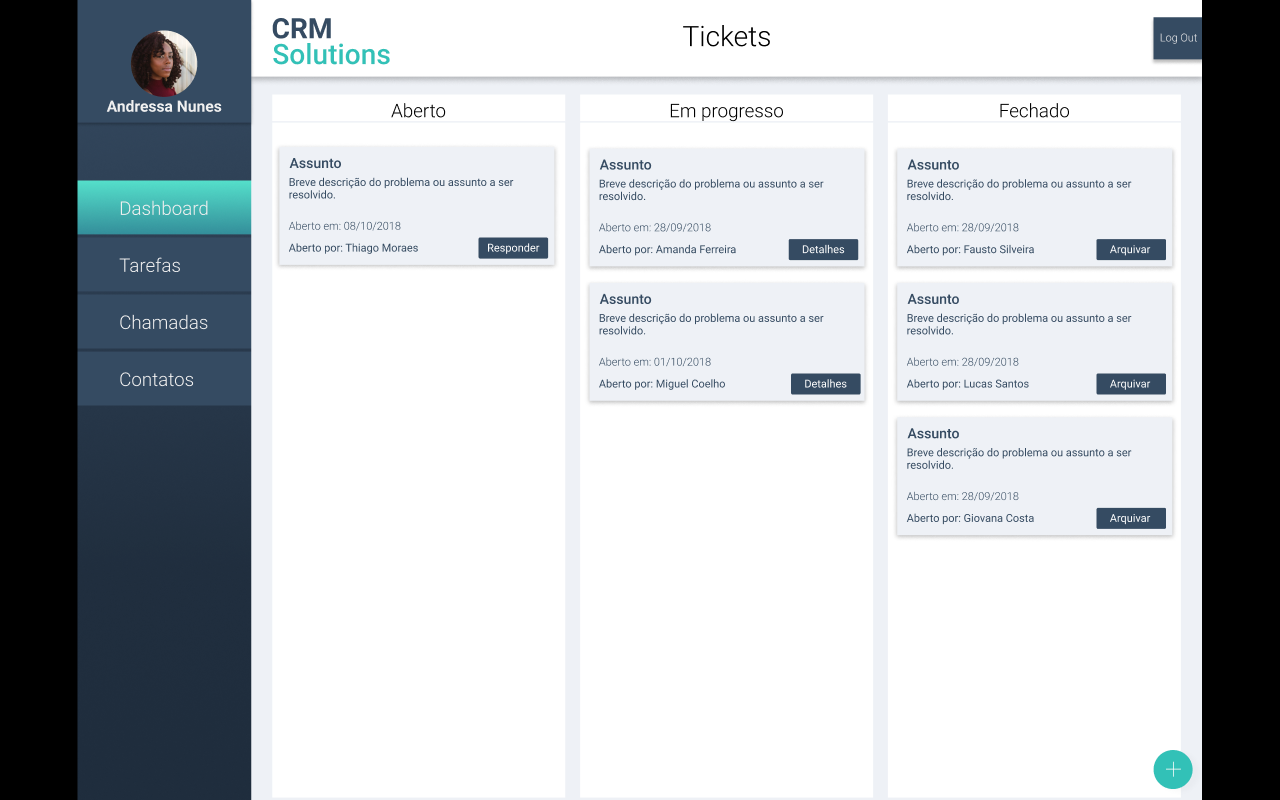 Andressa Nunes
Dashboard
Tarefas
Chamadas
Contatos
CRM
Solutions
Tickets
Log Out
Aberto
Assunto
Breve descrição do problema ou assunto a ser
resolvido.
Aberto em: 08/10/2018
Aberto por: Thiago Moraes
Responder
Em progresso
Assunto
Breve descrição do problema ou assunto a ser
resolvido.
Aberto em: 28/09/2018
Aberto por: Amanda Ferreira
Detalhes
Assunto
Breve descrição do problema ou assunto a ser
resolvido.
Aberto em: 01/10/2018
Aberto por: Miguel Coelho
Detalhes
Fechado
Assunto
Breve descrição do problema ou assunto a ser
resolvido.
Aberto em: 28/09/2018
Aberto por: Fausto Silveira
Arquivar
Assunto
Breve descrição do problema ou assunto a ser
resolvido.
Aberto em: 28/09/2018
Aberto por: Lucas Santos
Arquivar
Assunto
Breve descrição do problema ou assunto a ser
resolvido.
Aberto em: 28/09/2018
Aberto por: Giovana Costa
Arquivar